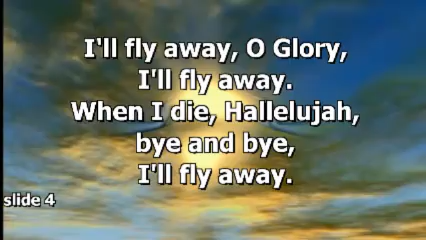 I'll fly away, O Glory,
I'll fly away.
When I die, Hallelujah,
bye and bye,
I'll fly away.
slide 4